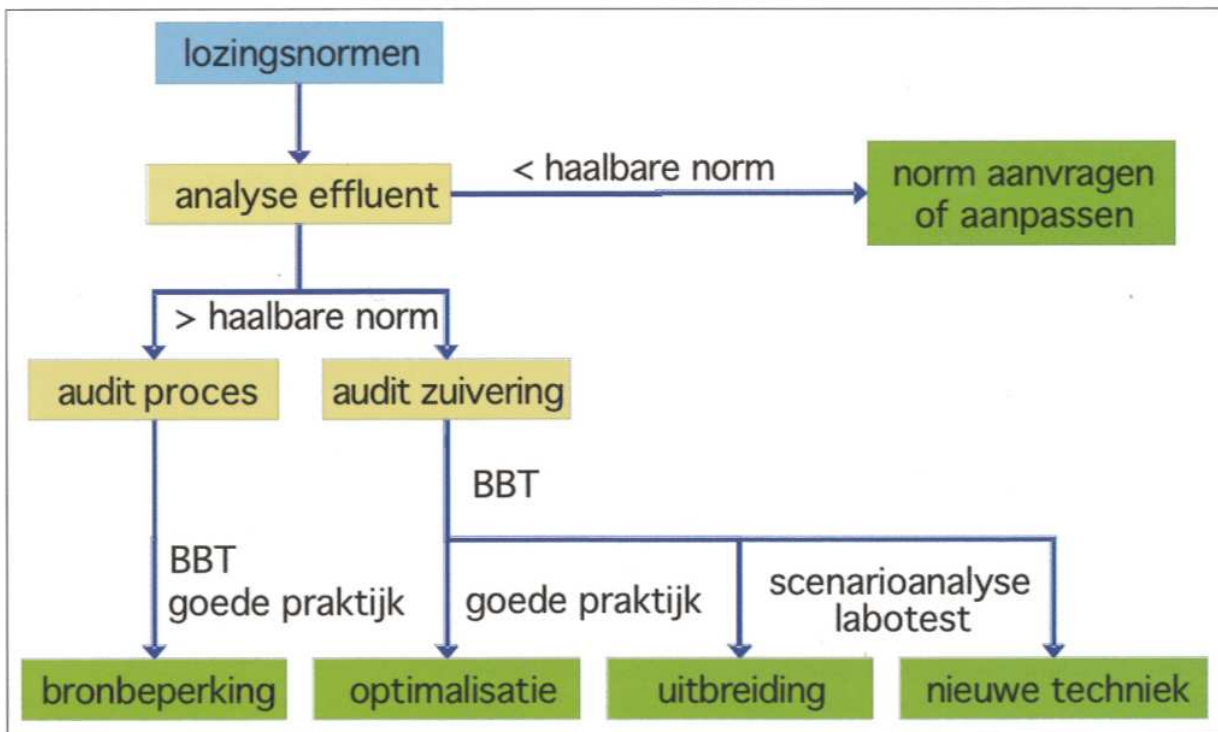 lozingsnormen
analyse effluent
< haalbare norm
norm aanvragen
of aanpassen
> haalbare norm
audit proces
audit zuivering
BBT
BBT
goede praktijk
goede praktijk
scenarioanalyse
labotest
bronbeperking
optimalisatie
uitbreiding
nieuwe techniek